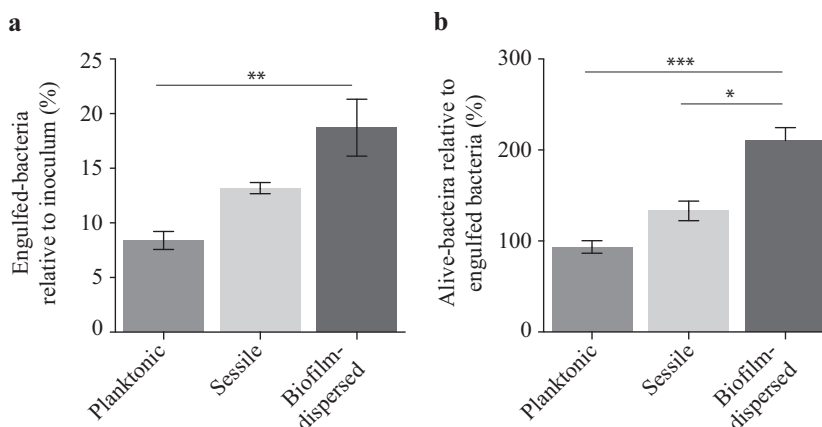 a
Engulfed-bacteria
relative to inoculum (%)
25
20
15
10
5
0
**
Planktonic
Sessile
Biofilm-
dispersed
b
Alive-bacteira relative to
engulfed bacteria (%)
300
200
100
0
***
*
Planktonic
Sessile
Biofilm-
dispersed